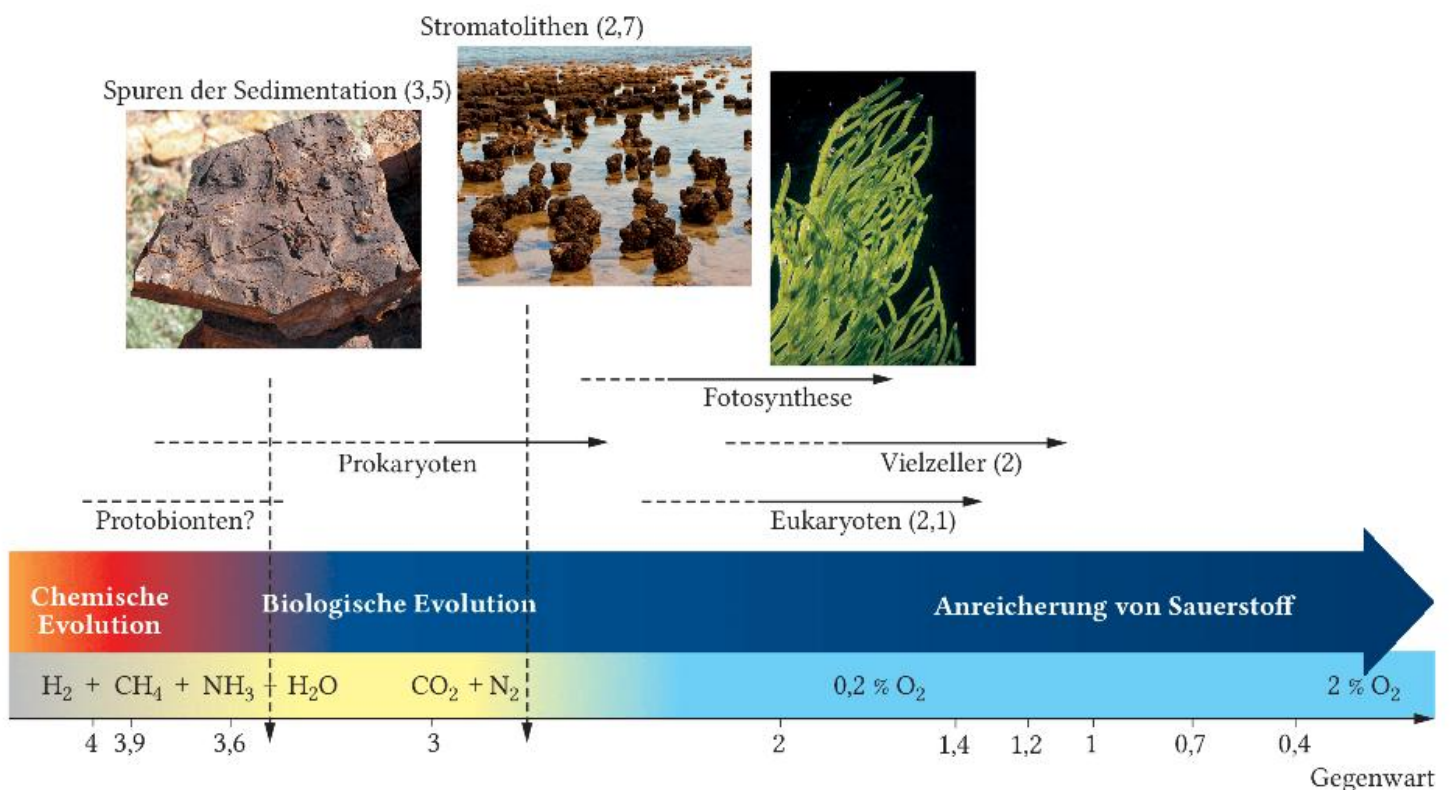 Stromatolithen (2,7)
Spuren der Sedimentation (3,5)
Fotosynthese
Prokaryoten
Vielzeller (2)
Protobionten?
Eukaryoten (2,1)
Chemische
Evolution
Biologische Evolution
Anreicherung von Sauerstoff
H₂ + CH₄ + NH₃ + H₂O
CO₂ + N₂
0,2 % O₂
2 % O₂
4 3,9 3,6 3 2 1,4 1,2 1 0,7 0,4
Gegenwart